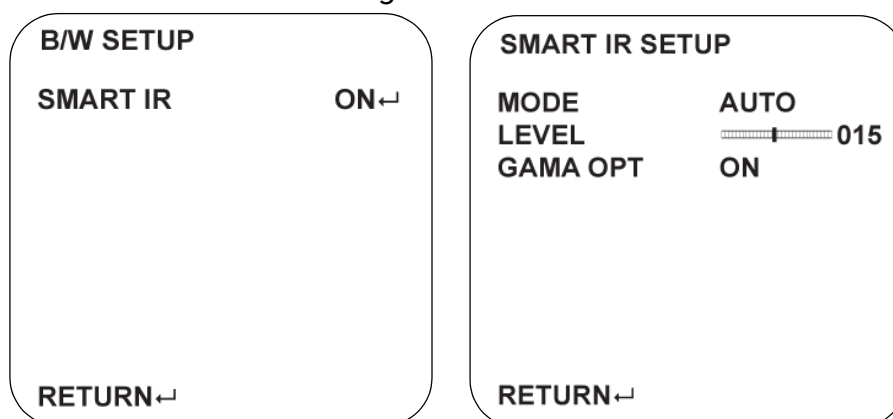 B/W SETUP
SMART IR ON↵
RETURN↵
SMART IR SETUP
MODE AUTO
LEVEL 015
GAMA OPT ON
RETURN↵